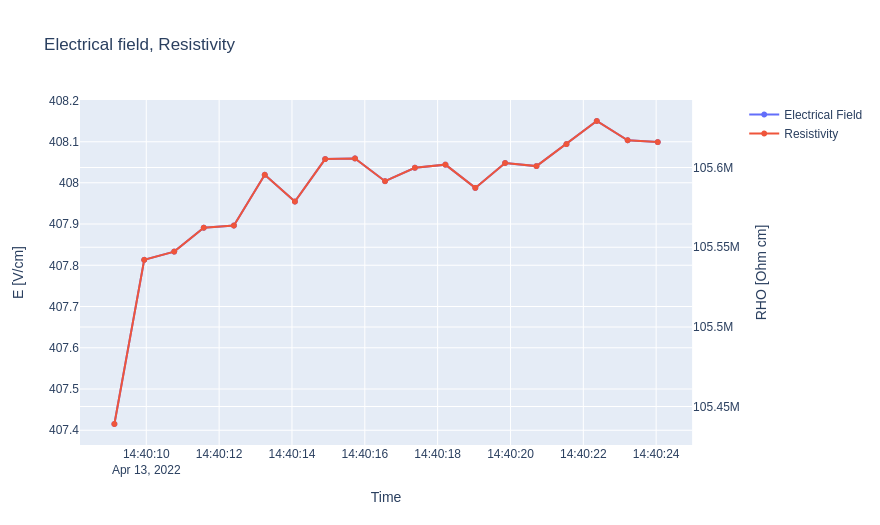 Electrical field, Resistivity
Electrical Field
Resistivity
408.2
408.1
408
407.9
407.8
407.7
407.6
407.5
407.4
E [V/cm]
105.6M
105.55M
105.5M
105.45M
RHO [Ohm cm]
14:40:10 14:40:12 14:40:14 14:40:16 14:40:18 14:40:20 14:40:22 14:40:24
Apr 13, 2022
Time